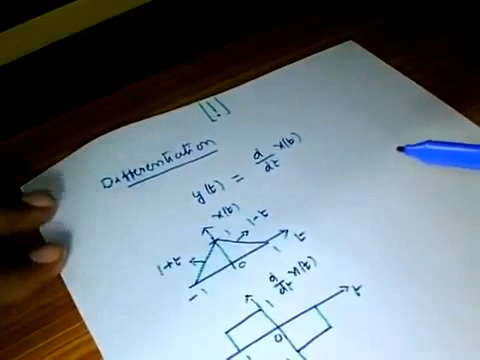 Differentiation
y(t) = d/dt x(t)
x(t)
1
1-t
t
1+t
-1
0
1
d/dt x(t)
1
t
0